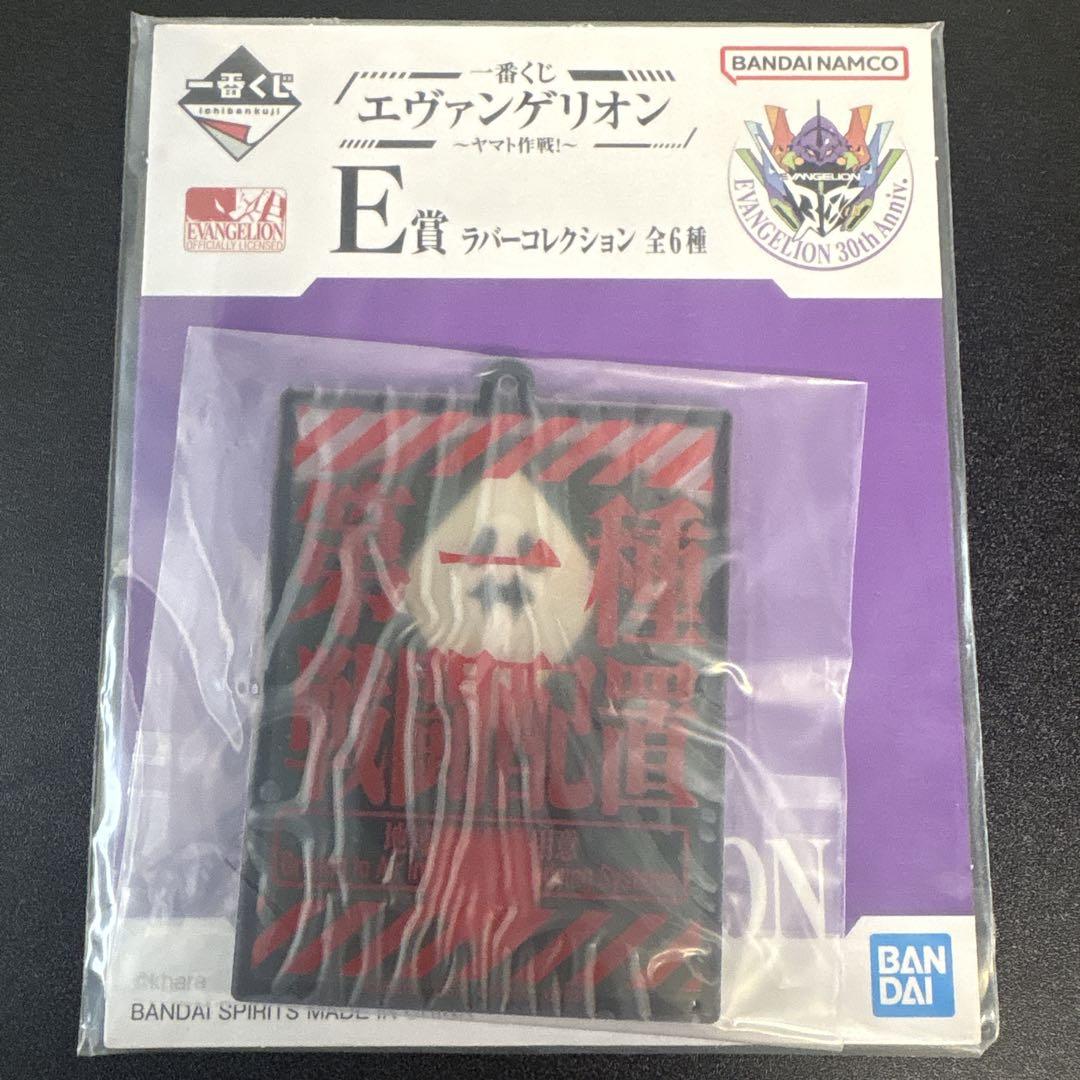 一番くじ
ichibankuji
一番くじ
エヴァンゲリオン
～ヤマト作戦!～
BANDAI NAMCO
EVANGELION
EVANGELION 30th Anniv.
EVANGELION
OFFICIALLY LICENSED
E賞 ラバーコレクション 全6種
第一種
戦闘配置
ON
©khara
BANDAI SPIRITS MADE IN
BAN
DAI